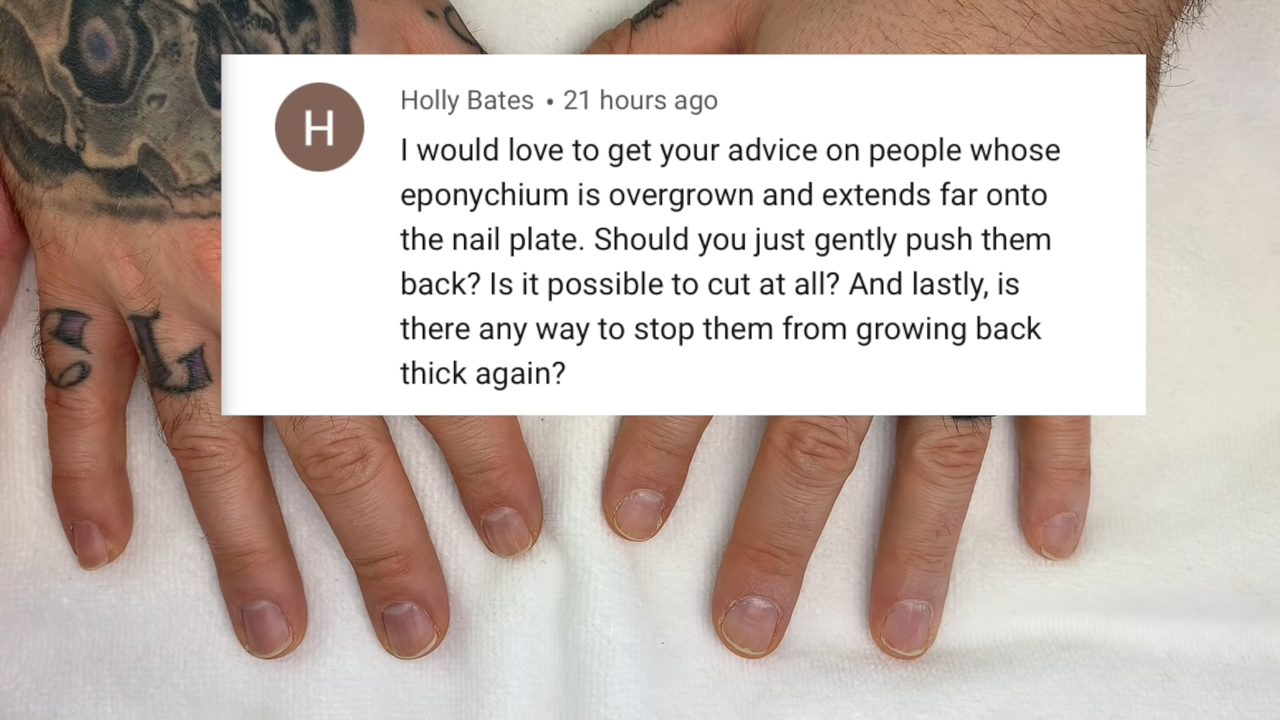 H
Holly Bates • 21 hours ago
I would love to get your advice on people whose
eponychium is overgrown and extends far onto
the nail plate. Should you just gently push them
back? Is it possible to cut at all? And lastly, is
there any way to stop them from growing back
thick again?